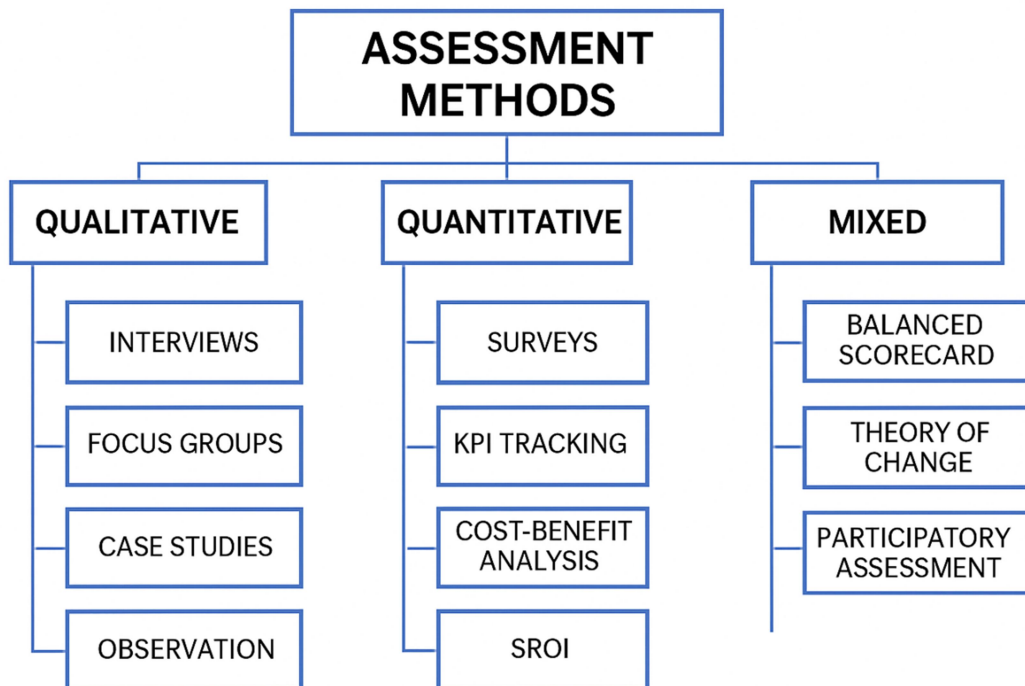 ASSESSMENT
METHODS
QUALITATIVE
INTERVIEWS
FOCUS GROUPS
CASE STUDIES
OBSERVATION
QUANTITATIVE
SURVEYS
KPI TRACKING
COST-BENEFIT
ANALYSIS
SROI
MIXED
BALANCED
SCORECARD
THEORY OF
CHANGE
PARTICIPATORY
ASSESSMENT